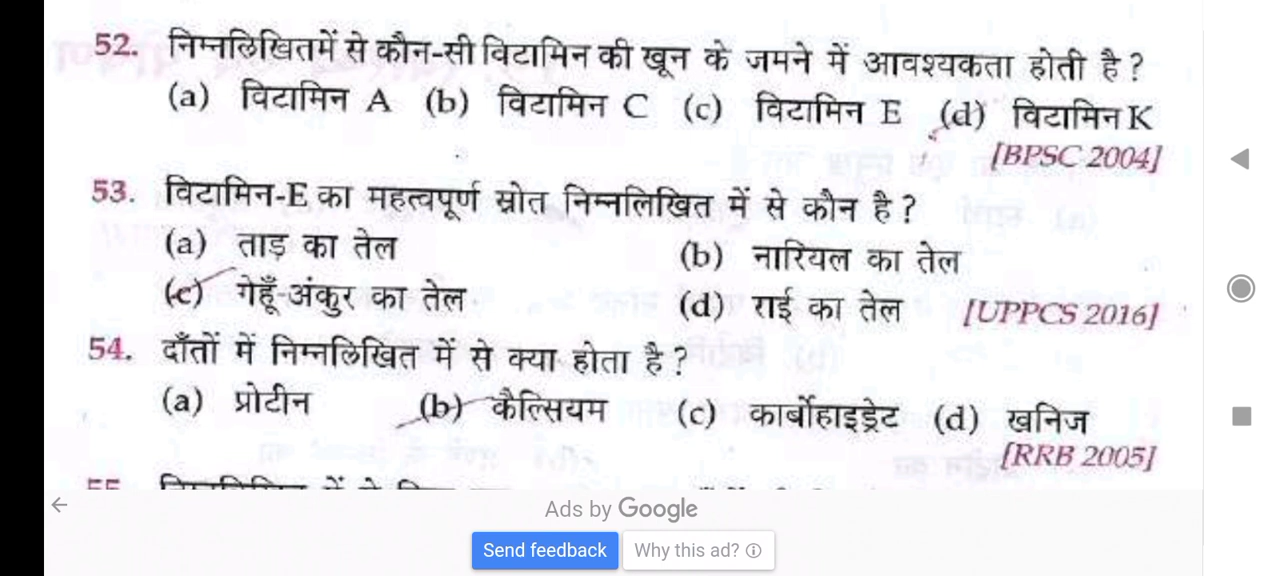 52. निम्नलिखितमें से कौन-सी विटामिन की खून के जमने में आवश्यकता होती है ?
(a) विटामिन A (b) विटामिन C (c) विटामिन E (d) विटामिन K
[BPSC 2004]
53. विटामिन-E का महत्वपूर्ण स्रोत निम्नलिखित में से कौन है ?
(a) ताड़ का तेल (b) नारियल का तेल
(c) गेहूँ-अंकुर का तेल (d) राई का तेल [UPPCS 2016]
54. दाँतों में निम्नलिखित में से क्या होता है ?
(a) प्रोटीन (b) कैल्सियम (c) कार्बोहाइड्रेट (d) खनिज
[RRB 2005]
Ads by Google
Send feedback Why this ad?